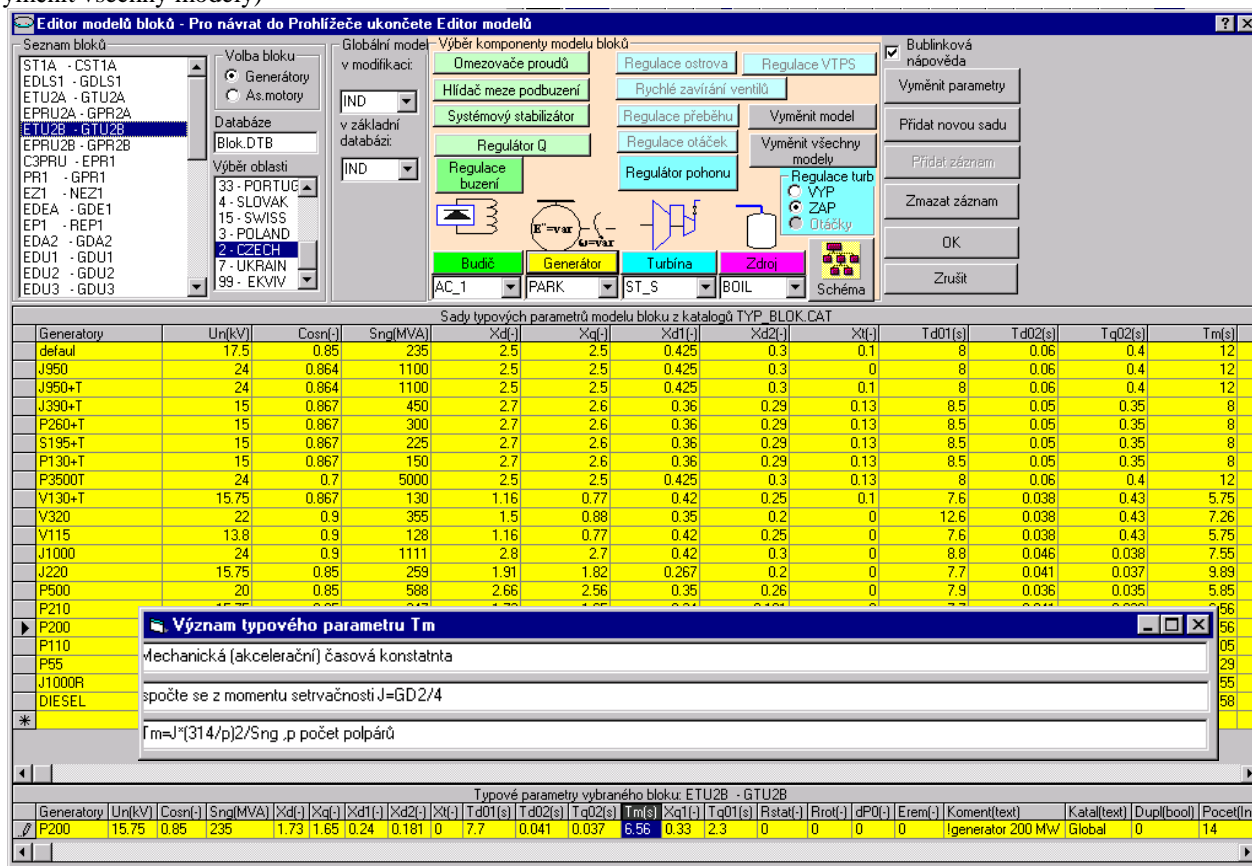 yměnit všechny modely)
Editor modelů bloků - Pro návrat do Prohlížeče ukončete Editor modelů
Seznam bloků
ST1A - CST1A
EDLS1 - GDLS1
ETU2A - GTU2A
EPRU2A - GPR2A
ETU2B - GTU2B
EPRU2B - GPR2B
C3PRU - EPR1
PR1 - GPR1
EZ1 - NEZ1
EDEA - GDE1
EP1 - REP1
EDA2 - GDA2
EDU1 - GDU1
EDU2 - GDU2
EDU3 - GDU3
Volba bloku
Generátory
As.motory
Databáze
Blok.DTB
Výběr oblasti
33 - PORTUG
4 - SLOVAK
15 - SWISS
3 - POLAND
2 - CZECH
7 - UKRAIN
99 - EKVIV
Globální model
v modifikaci:
IND
v základní
databázi:
IND
Výběr komponenty modelu bloků
Omezovače proudů
Hlídač meze podbuzení
Systémový stabilizátor
Regulátor Q
Regulace
buzení
Regulace ostrova
Regulace VTPS
Rychlé zavírání ventilů
Regulace přeběhu
Vyměnit model
Regulace otáček
Vyměnit všechny
modely
Regulátor pohonu
Regulace turb
VYP
ZAP
Otáčky
E"=var
ω=var
Budič
Generátor
Turbína
Zdroj
AC_1
PARK
ST_S
BOIL
Schéma
Bublinková
nápověda
Vyměnit parametry
Přidat novou sadu
Přidat záznam
Zmazat záznam
OK
Zrušit
Sady typových parametrů modelu bloku z katalogů TYP_BLOK.CAT
Generatory Un(kV) Cosn(-) Sng(MVA) Xd(-) Xq(-) Xd1(-) Xd2(-) Xt(-) Td01(s) Td02(s) Tq02(s) Tm(s)
defaul 17.5 0.85 235 2.5 2.5 0.425 0.3 0.1 8 0.06 0.4 12
J950 24 0.864 1100 2.5 2.5 0.425 0.3 0 8 0.06 0.4 12
J950+T 24 0.864 1100 2.5 2.5 0.425 0.3 0.1 8 0.06 0.4 12
J390+T 15 0.867 450 2.7 2.6 0.36 0.29 0.13 8.5 0.05 0.35 8
P260+T 15 0.867 300 2.7 2.6 0.36 0.29 0.13 8.5 0.05 0.35 8
S195+T 15 0.867 225 2.7 2.6 0.36 0.29 0.13 8.5 0.05 0.35 8
P130+T 15 0.867 150 2.7 2.6 0.36 0.29 0.13 8.5 0.05 0.35 8
P3500T 24 0.7 5000 2.5 2.5 0.425 0.3 0.13 8 0.06 0.4 12
V130+T 15.75 0.867 130 1.16 0.77 0.42 0.25 0.1 7.6 0.038 0.43 5.75
V320 22 0.9 355 1.5 0.88 0.35 0.2 0 12.6 0.038 0.43 7.26
V115 13.8 0.9 128 1.16 0.77 0.42 0.25 0 7.6 0.038 0.43 5.75
J1000 24 0.9 1111 2.8 2.7 0.42 0.3 0 8.8 0.046 0.038 7.55
J220 15.75 0.85 259 1.91 1.82 0.267 0.2 0 7.7 0.041 0.037 9.89
P500 20 0.85 588 2.66 2.56 0.35 0.26 0 7.9 0.036 0.035 5.85
P210 56
P200 56
P110 05
P55 29
J1000R 55
DIESEL 58
Význam typového parametru Tm
Mechanická (akcelerační) časová konstatnta
spočte se z momentu setrvačnosti J=GD2/4
Tm=J*(314/p)2/Sng ,p počet polpárů
Typové parametry vybraného bloku: ETU2B - GTU2B
Generatory Un(kV) Cosn(-) Sng(MVA) Xd(-) Xq(-) Xd1(-) Xd2(-) Xt(-) Td01(s) Td02(s) Tq02(s) Tm(s) Xq1(-) Tq01(s) Rstat(-) Rrot(-) dP0(-) Erem(-) Koment(text) Katal(text) Dupl(bool) Pocet(In
P200 15.75 0.85 235 1.73 1.65 0.24 0.181 0 7.7 0.041 0.037 6.56 0.33 2.3 0 0 0 0 !generator 200 MW Global 0 14